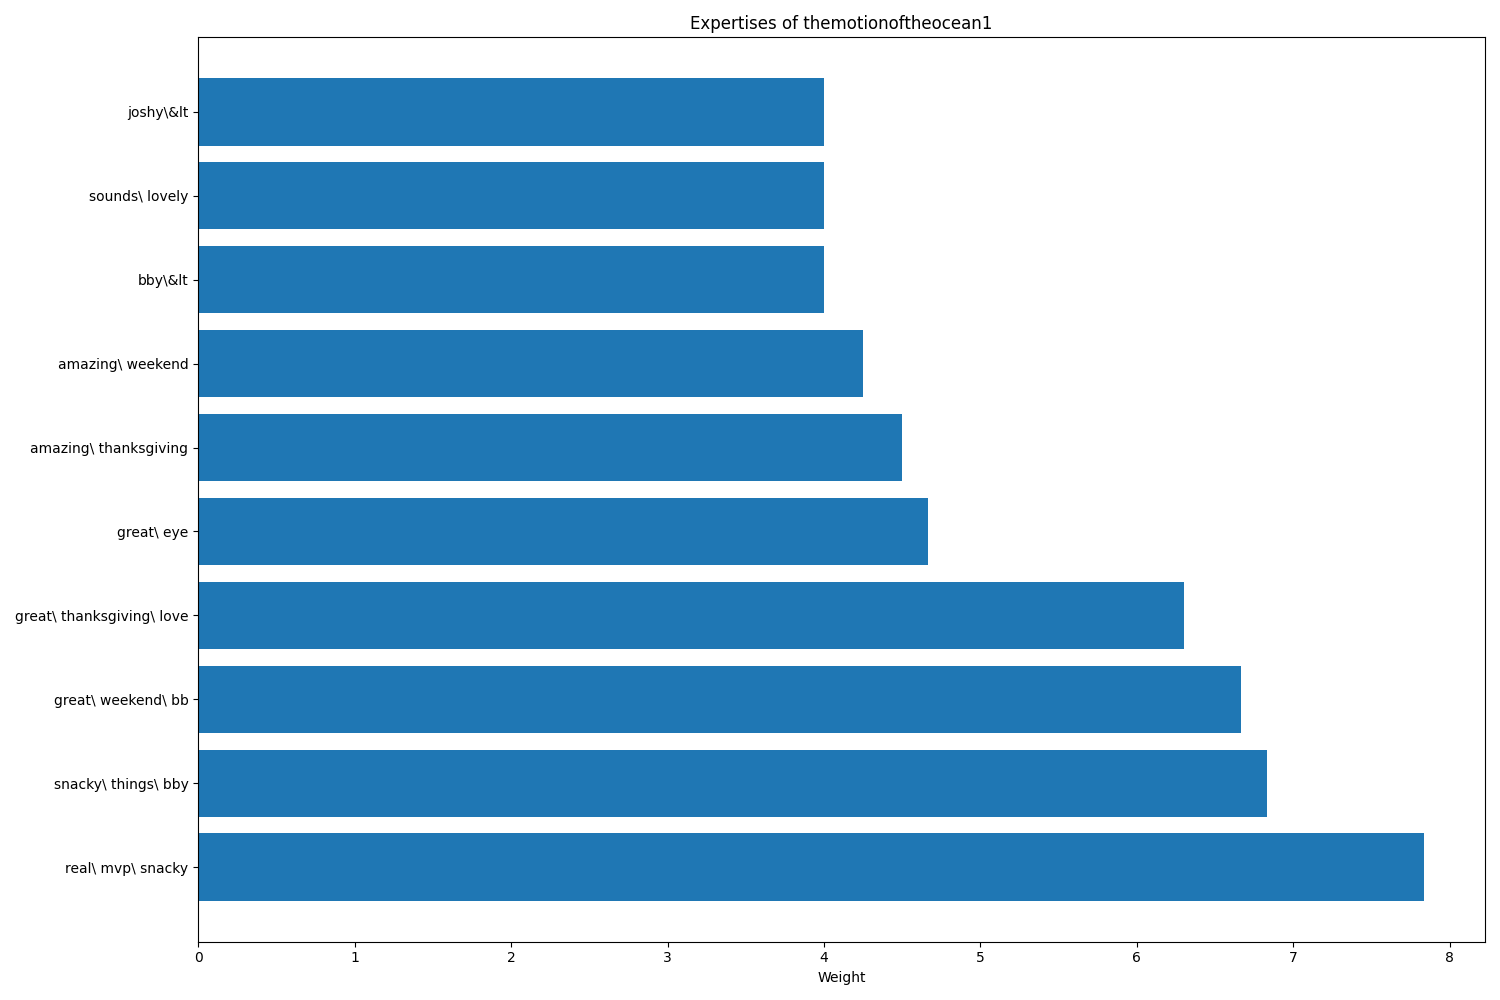 Expertises of themotionoftheocean1
joshy\&lt
sounds\ lovely
bby\&lt
amazing\ weekend
amazing\ thanksgiving
great\ eye
great\ thanksgiving\ love
great\ weekend\ bb
snacky\ things\ bby
real\ mvp\ snacky
0 1 2 3 4 5 6 7 8
Weight